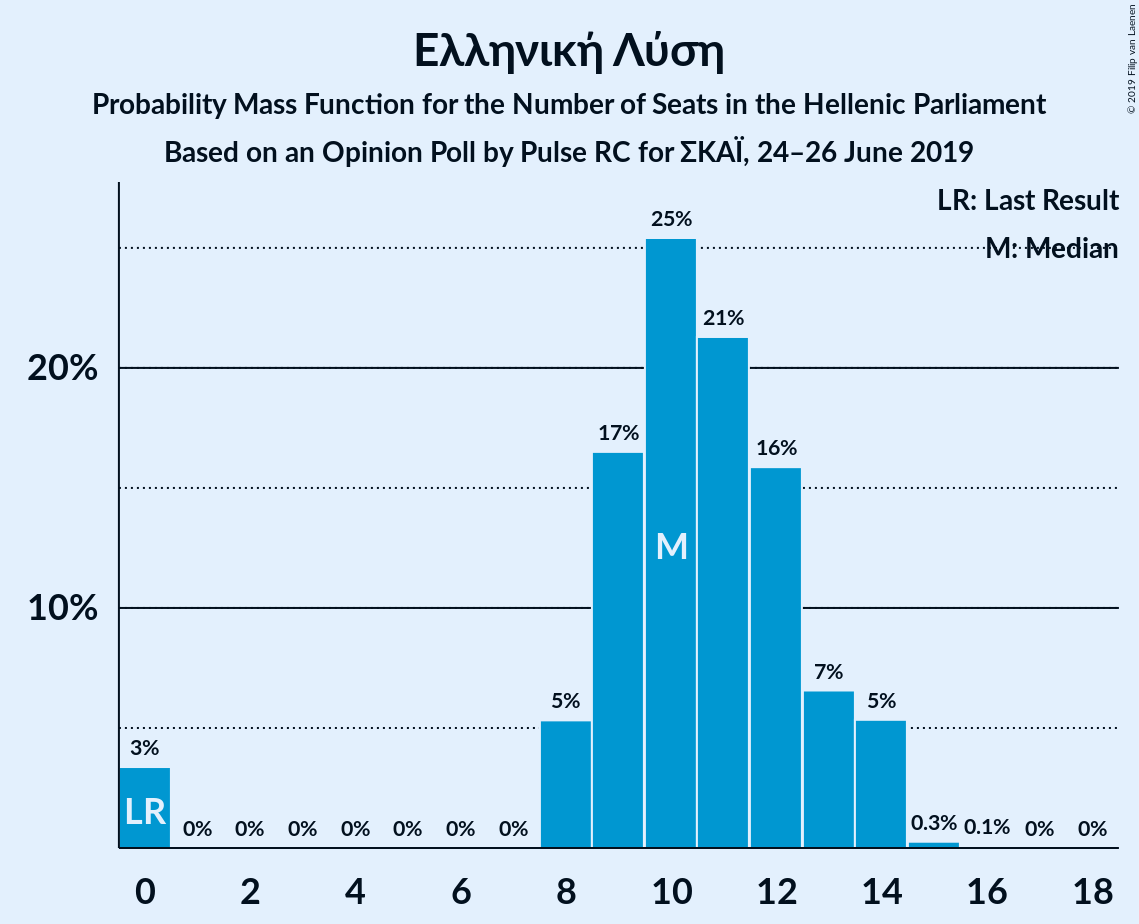 Ελληνική Λύση
Probability Mass Function for the Number of Seats in the Hellenic Parliament
Based on an Opinion Poll by Pulse RC for ΣΚΑΪ, 24–26 June 2019
© 2019 Filip van Laenen
LR: Last Result
M: Median
25%
21%
20%
17%
16%
M
10%
7%
5%
5%
3%
LR
0%
0%
0%
0%
0%
0%
0%
0.3%
0.1%
0%
0%
0 2 4 6 8 10 12 14 16 18